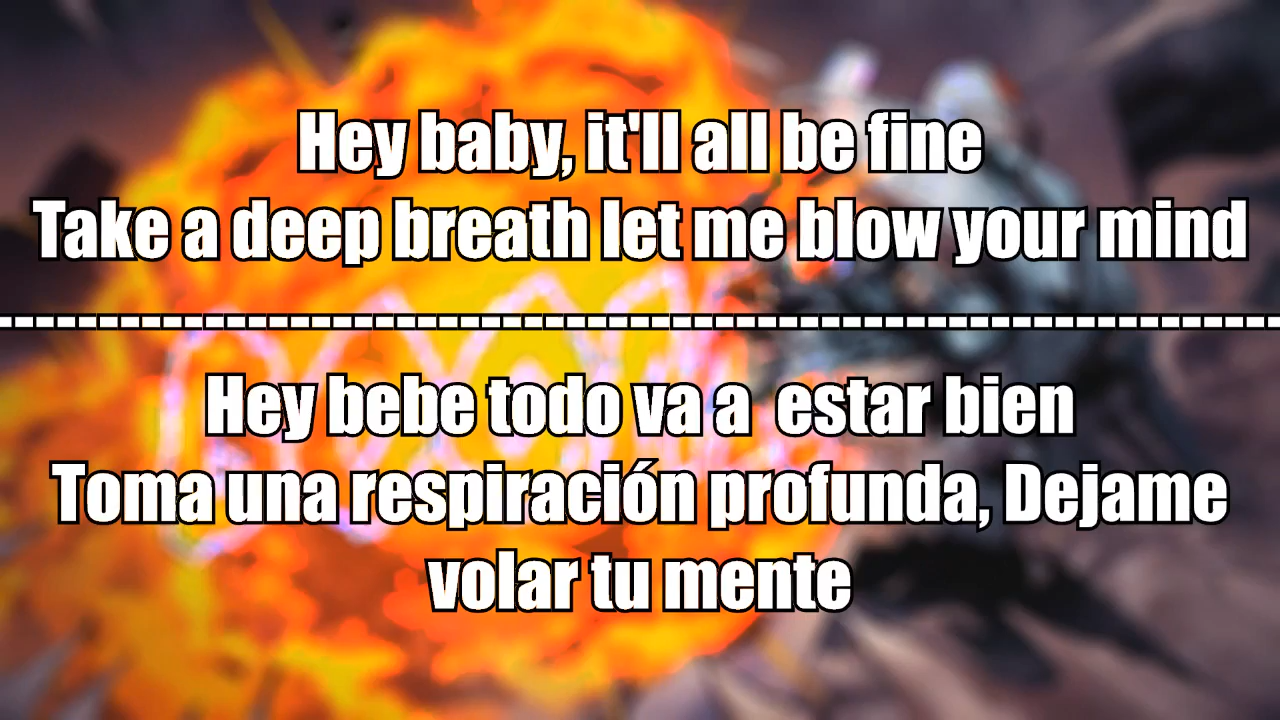 Hey baby, it'll all be fine
Take a deep breath let me blow your mind
Hey bebe todo va a  estar bien
Toma una respiración profunda, Dejame
volar tu mente